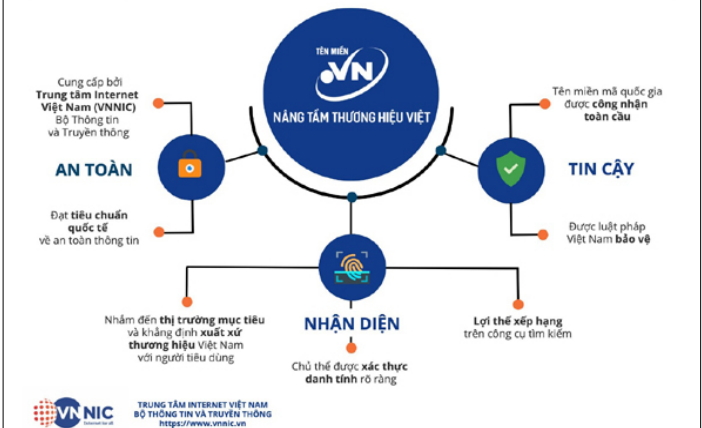 TÊN MIỀN
.VN
NÂNG TẦM THƯƠNG HIỆU VIỆT
Cung cấp bởi
Trung tâm Internet
Việt Nam (VNNIC)
Bộ Thông tin
và Truyền thông
AN TOÀN
Đạt tiêu chuẩn
quốc tế
về an toàn thông tin
Tên miền mã quốc gia
được công nhận
toàn cầu
TIN CẬY
Được luật pháp
Việt Nam bảo vệ
Nhắm đến thị trường mục tiêu
và khẳng định xuất xứ
thương hiệu Việt Nam
với người tiêu dùng
NHẬN DIỆN
Chủ thể được xác thực
danh tính rõ ràng
Lợi thế xếp hạng
trên công cụ tìm kiếm
VNNIC
Internet for all
TRUNG TÂM INTERNET VIỆT NAM
BỘ THÔNG TIN VÀ TRUYỀN THÔNG
https://www.vnnic.vn